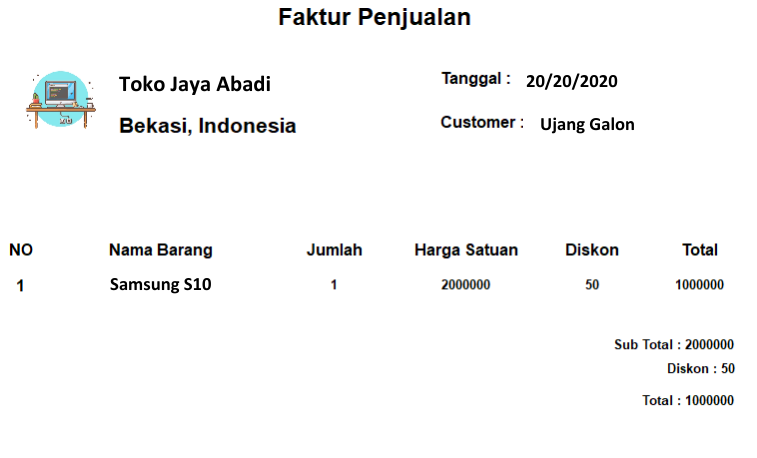 Faktur Penjualan
Toko Jaya Abadi
Tanggal : 20/20/2020
Bekasi, Indonesia
Customer : Ujang Galon
NO Nama Barang Jumlah Harga Satuan Diskon Total
1 Samsung S10 1 2000000 50 1000000
Sub Total : 2000000
Diskon : 50
Total : 1000000